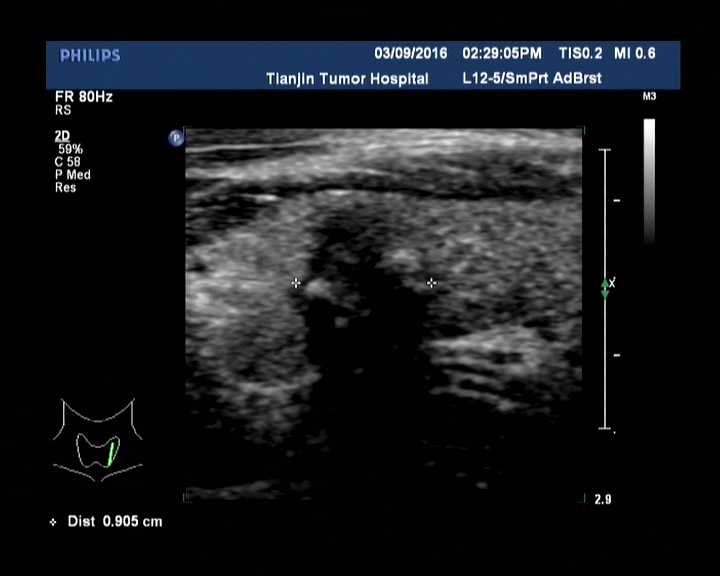 PHILIPS
03/09/2016 02:29:05PM TIS0.2 MI 0.6
Tianjin Tumor Hospital L12-5/SmPrt AdBrst
FR 80Hz
RS
M3
2D
59%
C 58
P Med
Res
P
X
2.9
Dist 0.905 cm